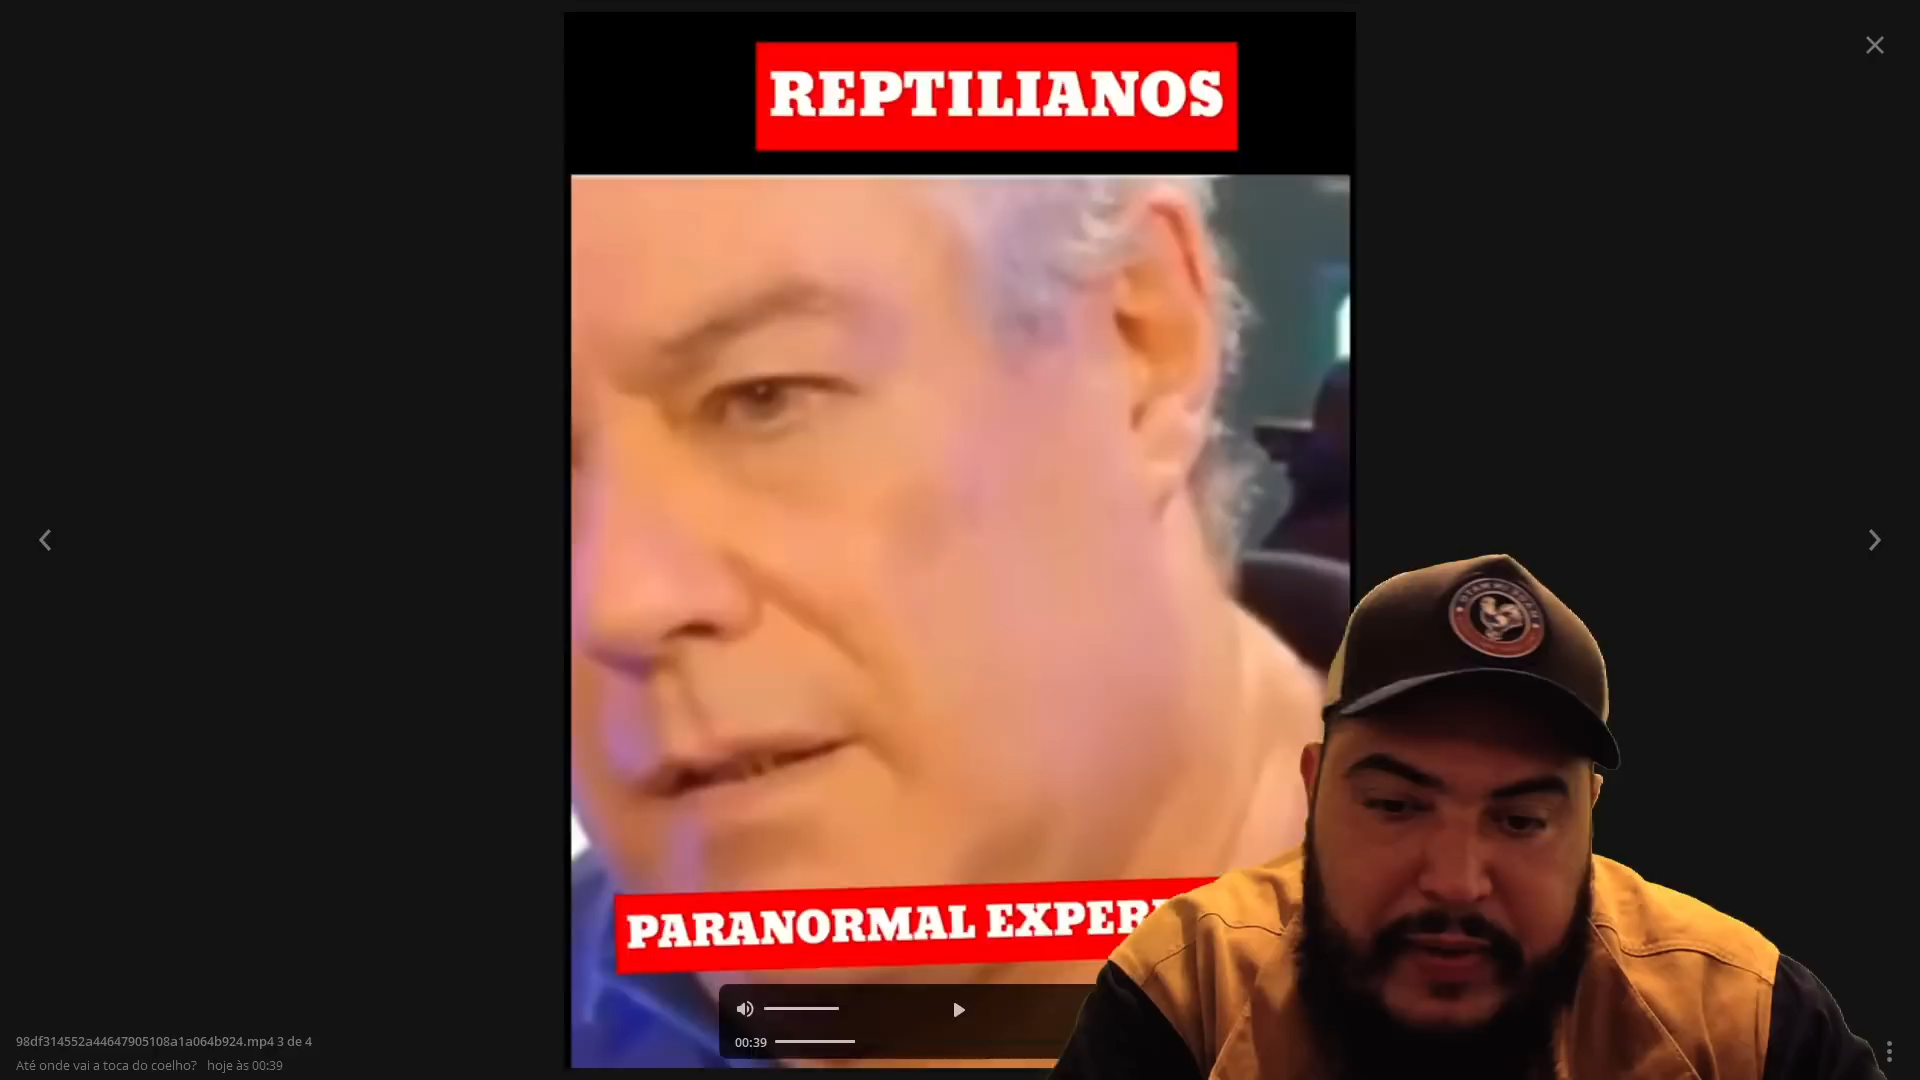 REPTILIANOS
PARANORMAL
00:39
98df314552a44647905108a1a064b924.mp4 3 de 4
Até onde vai a toca do coelho? hoje às 00:39